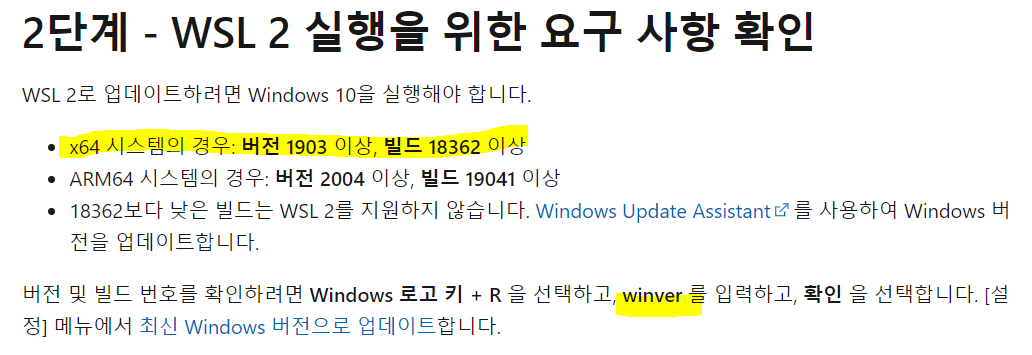 2단계 - WSL 2 실행을 위한 요구 사항 확인
WSL 2로 업데이트하려면 Windows 10을 실행해야 합니다.
• x64 시스템의 경우: 버전 1903 이상, 빌드 18362 이상
• ARM64 시스템의 경우: 버전 2004 이상, 빌드 19041 이상
• 18362보다 낮은 빌드는 WSL 2를 지원하지 않습니다. Windows Update Assistant 를 사용하여 Windows 버
전을 업데이트합니다.
버전 및 빌드 번호를 확인하려면 Windows 로고 키 + R 을 선택하고, winver 를 입력하고, 확인 을 선택합니다. [설
정] 메뉴에서 최신 Windows 버전으로 업데이트합니다.